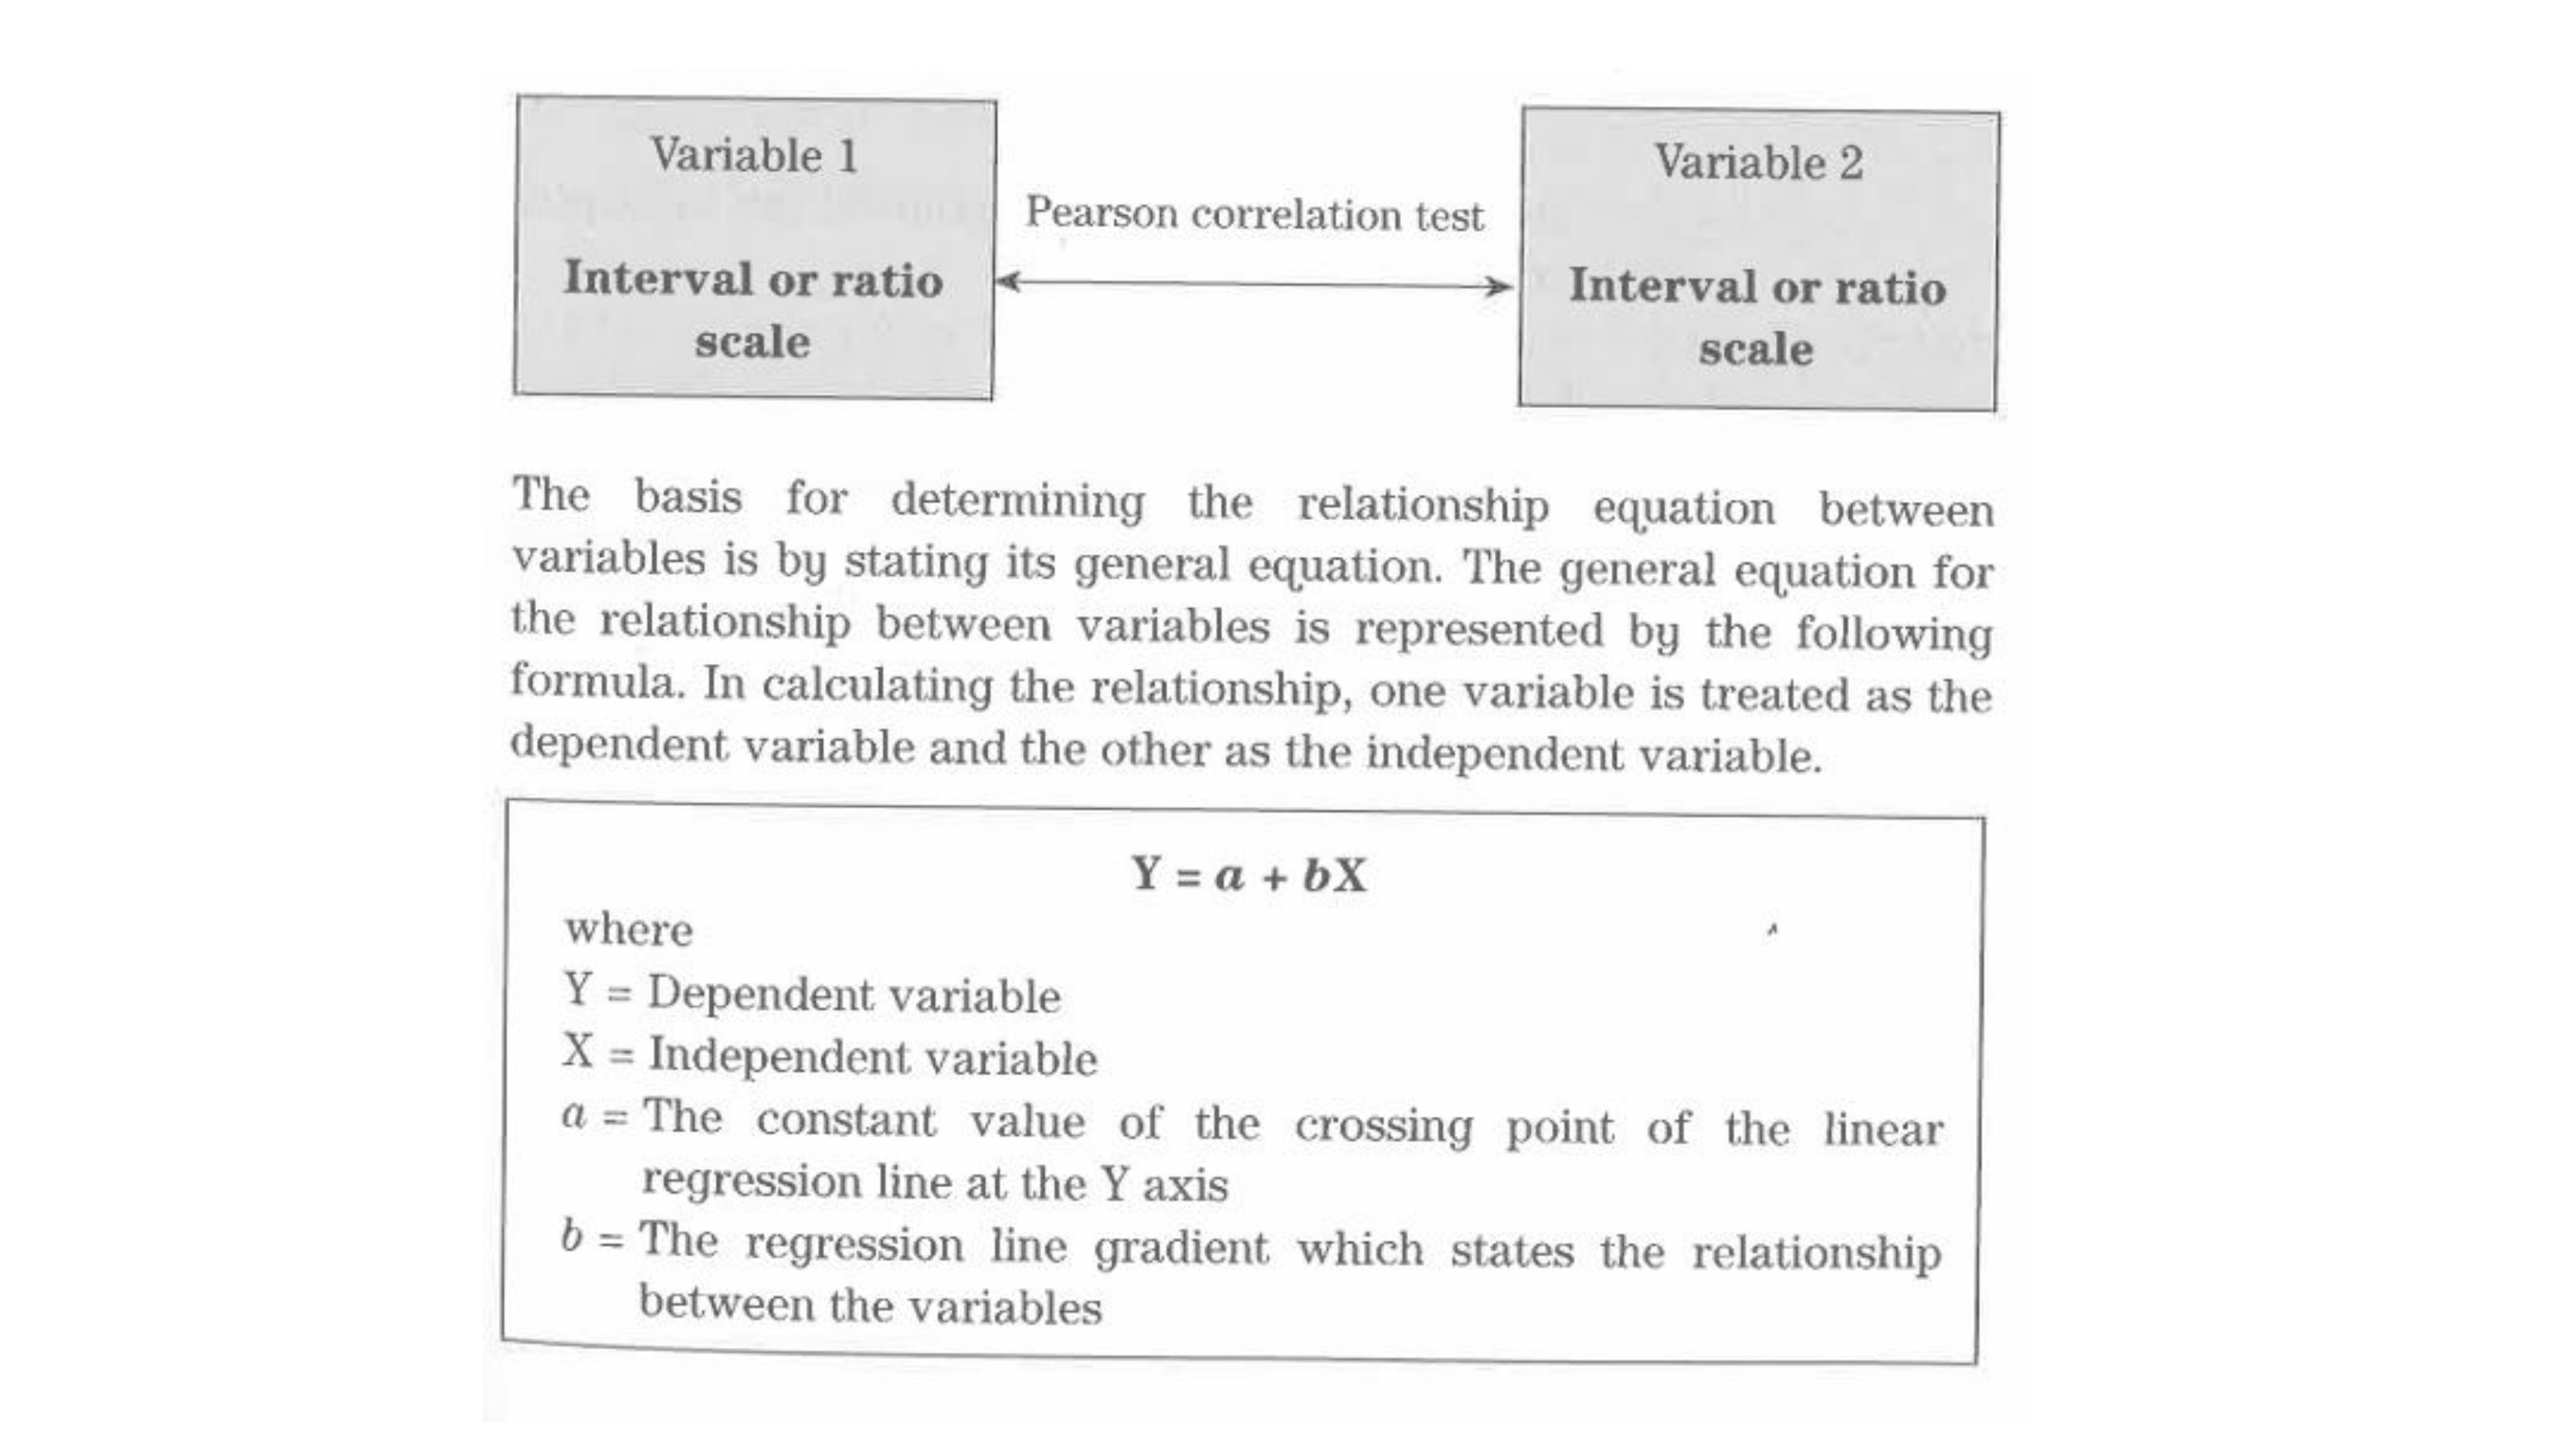 Variable 1
Interval or ratio
scale
Pearson correlation test
Variable 2
Interval or ratio
scale
The basis for determining the relationship equation between
variables is by stating its general equation. The general equation for
the relationship between variables is represented by the following
formula. In calculating the relationship, one variable is treated as the
dependent variable and the other as the independent variable.
Y = a + bX
where
Y = Dependent variable
X = Independent variable
a = The constant value of the crossing point of the linear
regression line at the Y axis
b = The regression line gradient which states the relationship
between the variables